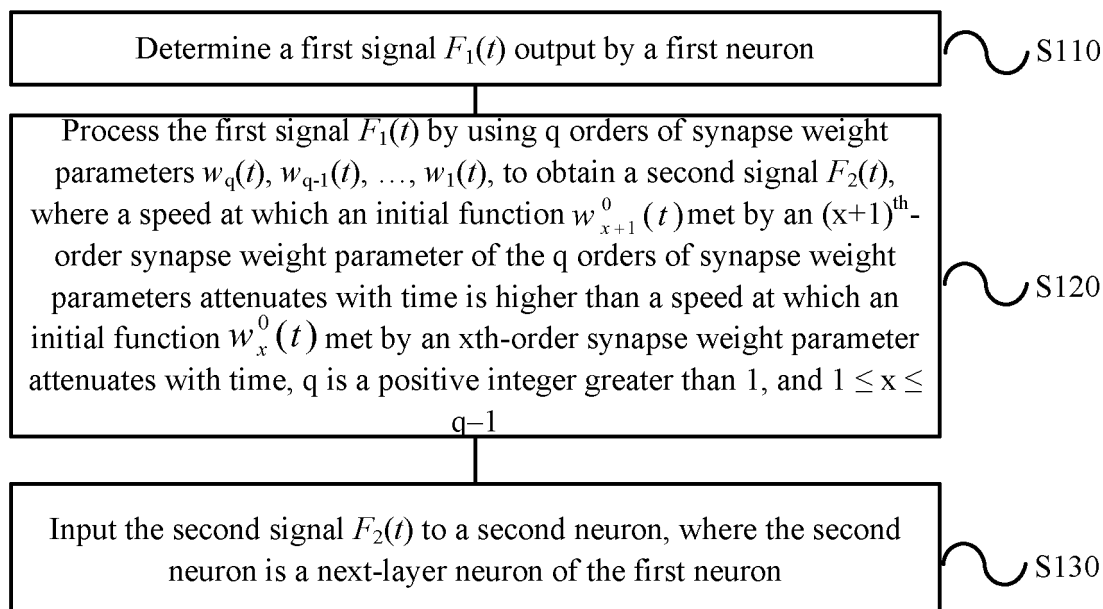 Determine a first signal F₁(t) output by a first neuron
S110
Process the first signal F₁(t) by using q orders of synapse weight
parameters w_q(t), w_{q-1}(t), …, w₁(t), to obtain a second signal F₂(t),
where a speed at which an initial function w^0_{x+1}(t) met by an (x+1)^{th}-
order synapse weight parameter of the q orders of synapse weight
parameters attenuates with time is higher than a speed at which an
initial function w^0_x(t) met by an xth-order synapse weight parameter
attenuates with time, q is a positive integer greater than 1, and 1 ≤ x ≤
q–1
S120
Input the second signal F₂(t) to a second neuron, where the second
neuron is a next-layer neuron of the first neuron
S130